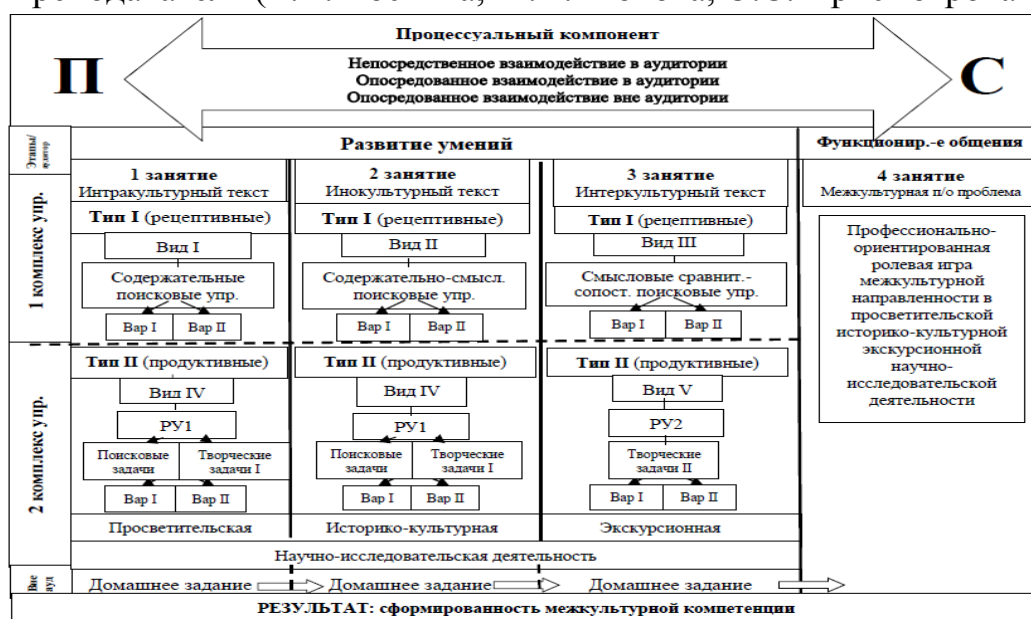 Процессуальный компонент
П
Непосредственное взаимодействие в аудитории
Опосредованное взаимодействие в аудитории
Опосредованное взаимодействие вне аудитории
С
Этапы/
Развитие умений
Функционир.-е общения
1 комплекс упр.
1 занятие
Интракультурный текст
2 занятие
Инокультурный текст
3 занятие
Интеркультурный текст
4 занятие
Межкультурная п/о проблема
Тип I (рецептивные)
Тип I (рецептивные)
Тип I (рецептивные)
Вид I
Вид II
Вид III
Содержательные
поисковые упр.
Содержательно-смысл.
поисковые упр.
Смысловые сравнит.-
сопост. поисковые упр.
Вар I
Вар II
Вар I
Вар II
Вар I
Вар II
Профессионально-
ориентированная
ролевая игра
межкультурной
направленности в
просветительской
историко-культурной
экскурсионной
научно-
исследовательской
деятельности
2 комплекс упр.
Тип II (продуктивные)
Тип II (продуктивные)
Тип II (продуктивные)
Вид IV
Вид IV
Вид V
РУ1
РУ1
РУ2
Поисковые
задачи
Творческие
задачи I
Поисковые
задачи
Творческие
задачи I
Творческие
задачи II
Вар I
Вар II
Вар I
Вар II
Вар I
Вар II
Просветительская
Историко-культурная
Экскурсионная
Научно-исследовательская деятельность
Вне
ауд
Домашнее задание
Домашнее задание
Домашнее задание
РЕЗУЛЬТАТ: сформированность межкультурной компетенции